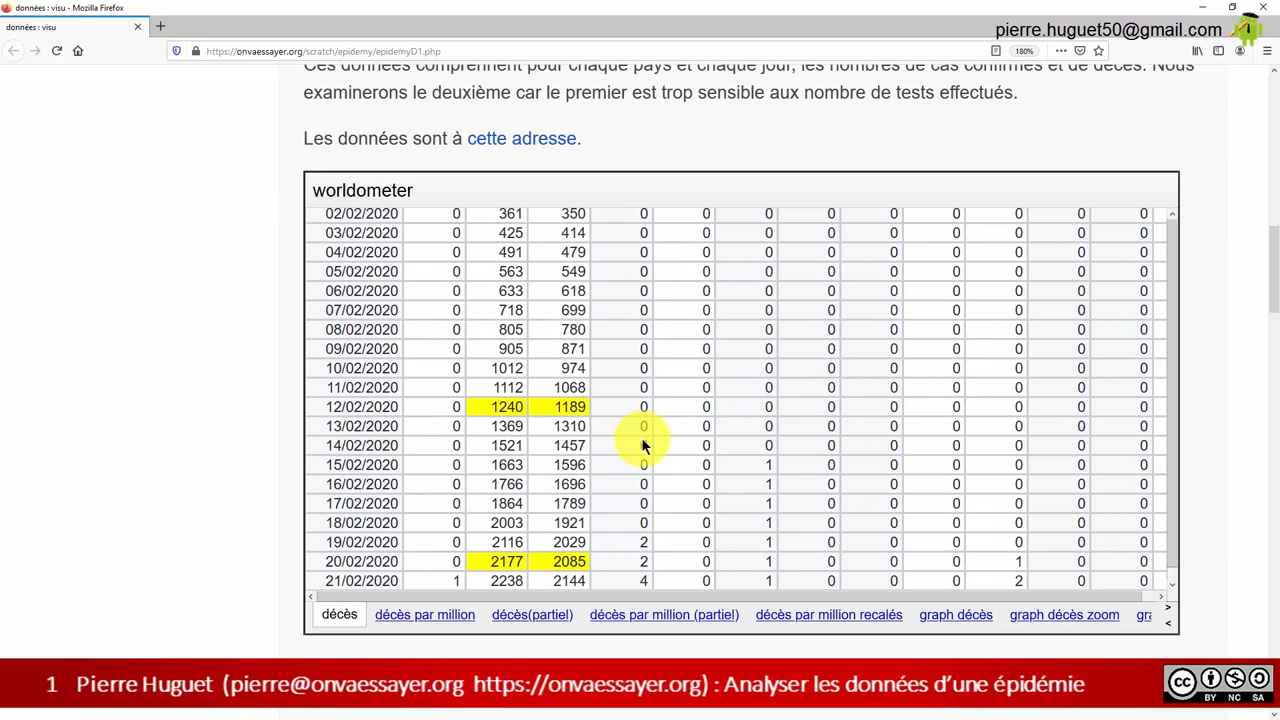 données : visu - Mozilla Firefox
données : visu
pierre.huguet50@gmail.com
https://onvaessayer.org/scratch/epidemy/epidemyD1.php
180%
Ces données comprennent pour chaque pays et chaque jour, les nombres de cas confirmés et de décès. Nous
examinerons le deuxième car le premier est trop sensible aux nombre de tests effectués.
Les données sont à cette adresse.
worldometer
02/02/2020 0 361 350 0 0 0 0 0 0 0 0 0
03/02/2020 0 425 414 0 0 0 0 0 0 0 0 0
04/02/2020 0 491 479 0 0 0 0 0 0 0 0 0
05/02/2020 0 563 549 0 0 0 0 0 0 0 0 0
06/02/2020 0 633 618 0 0 0 0 0 0 0 0 0
07/02/2020 0 718 699 0 0 0 0 0 0 0 0 0
08/02/2020 0 805 780 0 0 0 0 0 0 0 0 0
09/02/2020 0 905 871 0 0 0 0 0 0 0 0 0
10/02/2020 0 1012 974 0 0 0 0 0 0 0 0 0
11/02/2020 0 1112 1068 0 0 0 0 0 0 0 0 0
12/02/2020 0 1240 1189 0 0 0 0 0 0 0 0 0
13/02/2020 0 1369 1310 0 0 0 0 0 0 0 0 0
14/02/2020 0 1521 1457 0 0 0 0 0 0 0 0 0
15/02/2020 0 1663 1596 0 0 1 0 0 0 0 0 0
16/02/2020 0 1766 1696 0 0 1 0 0 0 0 0 0
17/02/2020 0 1864 1789 0 0 1 0 0 0 0 0 0
18/02/2020 0 2003 1921 0 0 1 0 0 0 0 0 0
19/02/2020 0 2116 2029 2 0 1 0 0 0 0 0 0
20/02/2020 0 2177 2085 2 0 1 0 0 0 1 0 0
21/02/2020 1 2238 2144 4 0 1 0 0 0 2 0 0
décès décès par million décès(partiel) décès par million (partiel) décès par million recalés graph décès graph décès zoom gra
1 Pierre Huguet (pierre@onvaessayer.org https://onvaessayer.org) : Analyser les données d'une épidémie
CC BY NC SA